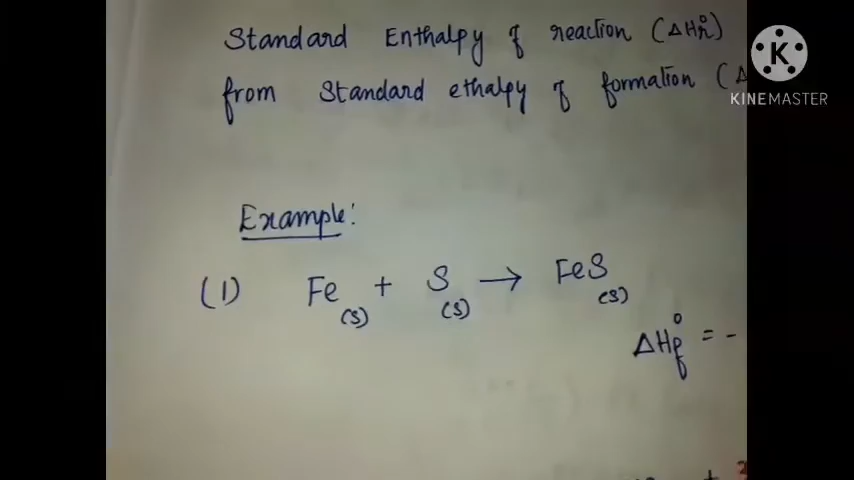 Standard Enthalpy of reaction (ΔHr°)
from Standard ethalpy of formation (Δ
K
KINEMASTER
Example:
(1) Fe(s) + S(s) → FeS(s)
ΔHf° = -